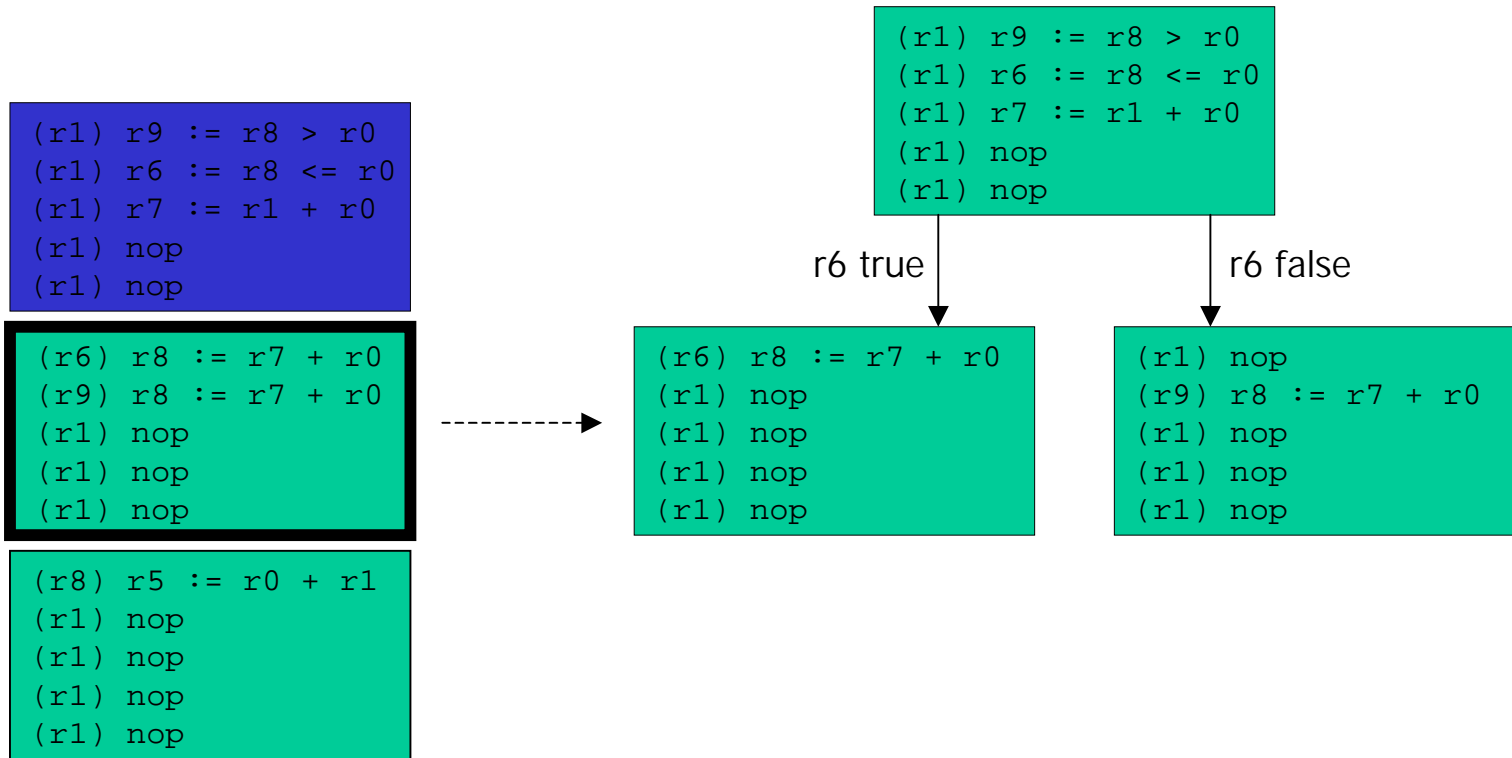 (r1) r9 := r8 > r0
(r1) r6 := r8 <= r0
(r1) r7 := r1 + r0
(r1) nop
(r1) nop
(r6) r8 := r7 + r0
(r9) r8 := r7 + r0
(r1) nop
(r1) nop
(r1) nop
(r8) r5 := r0 + r1
(r1) nop
(r1) nop
(r1) nop
(r1) nop
(r1) r9 := r8 > r0
(r1) r6 := r8 <= r0
(r1) r7 := r1 + r0
(r1) nop
(r1) nop
r6 true
r6 false
(r6) r8 := r7 + r0
(r1) nop
(r1) nop
(r1) nop
(r1) nop
(r1) nop
(r9) r8 := r7 + r0
(r1) nop
(r1) nop
(r1) nop